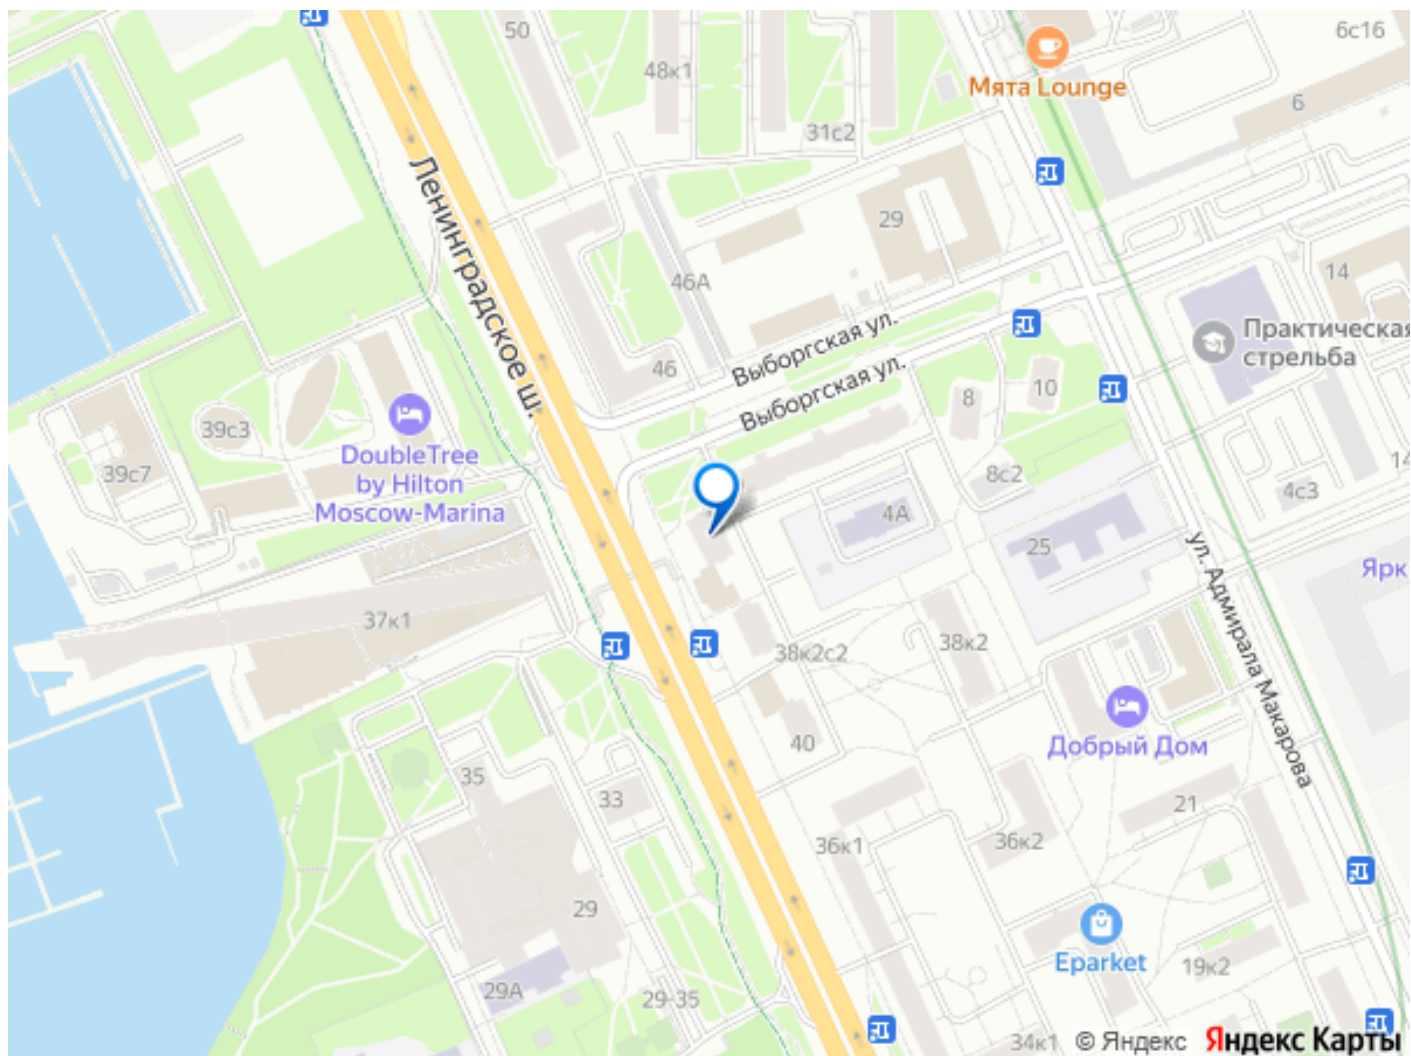 50
6с16
48к1
Мята Lounge
6
31с2
Ленинградское ш.
29
46А
14
Практическая
стрельба
Выборгская ул.
46
Выборгская ул.
10
8
39с3
DoubleTree
by Hilton
Moscow-Marina
39с7
8с2
14
4с3
4А
25
ул. Адмирала Макарова
Ярк
37к1
38к2с2
38к2
40
Добрый Дом
35
33
21
36к1
36к2
29
Eparket
19к2
29А
29-35
34к1
© Яндекс Яндекс Карты